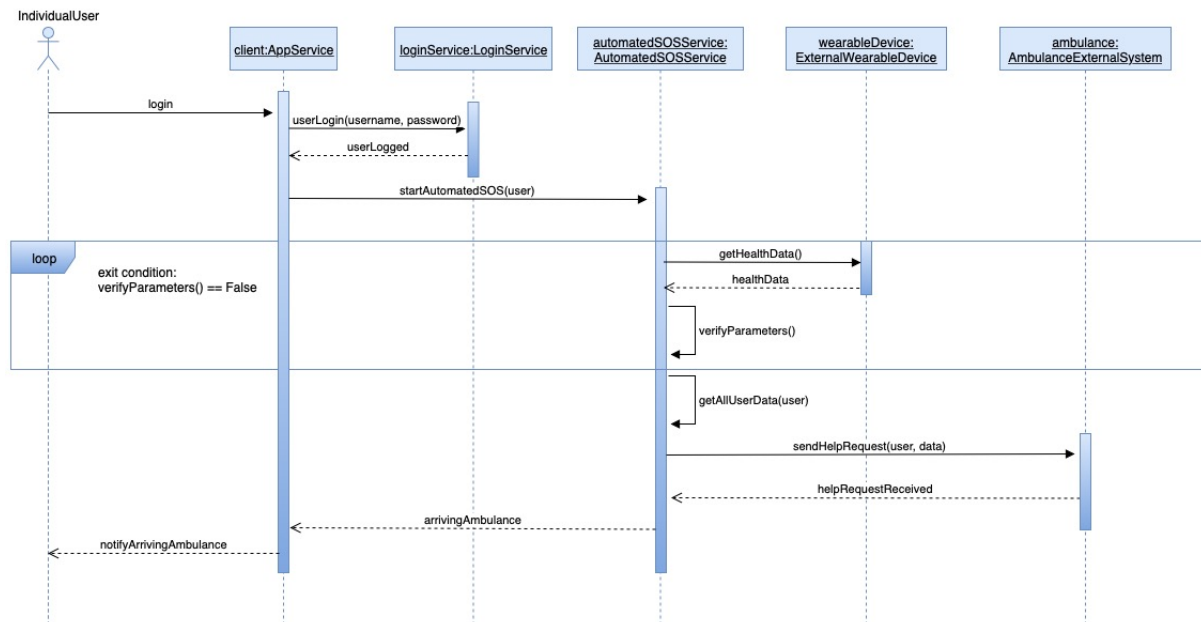 IndividualUser
client:AppService
loginService:LoginService
automatedSOSService:
AutomatedSOSService
wearableDevice:
ExternalWearableDevice
ambulance:
AmbulanceExternalSystem
login
userLogin(username, password)
userLogged
startAutomatedSOS(user)
loop
exit condition:
verifyParameters() == False
getHealthData()
healthData
verifyParameters()
getAllUserData(user)
sendHelpRequest(user, data)
helpRequestReceived
arrivingAmbulance
notifyArrivingAmbulance